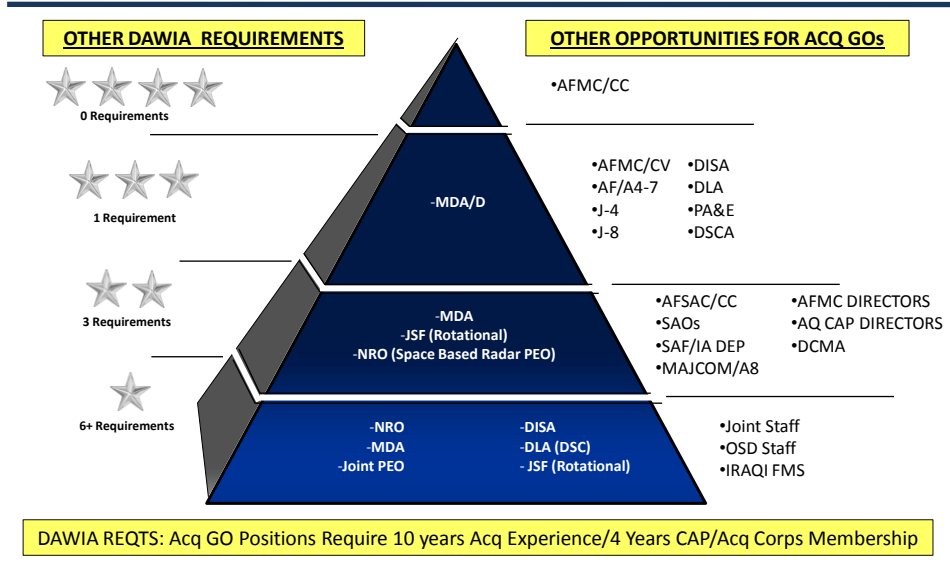 OTHER DAWIA REQUIREMENTS
OTHER OPPORTUNITIES FOR ACQ GOs
0 Requirements
•AFMC/CC
1 Requirement
-MDA/D
•AFMC/CV •DISA
•AF/A4-7 •DLA
•J-4 •PA&E
•J-8 •DSCA
3 Requirements
-MDA
-JSF (Rotational)
-NRO (Space Based Radar PEO)
•AFSAC/CC •AFMC DIRECTORS
•SAOs •AQ CAP DIRECTORS
•SAF/IA DEP •DCMA
•MAJCOM/A8
6+ Requirements
-NRO -DISA
-MDA -DLA (DSC)
-Joint PEO - JSF (Rotational)
•Joint Staff
•OSD Staff
•IRAQI FMS
DAWIA REQTS: Acq GO Positions Require 10 years Acq Experience/4 Years CAP/Acq Corps Membership